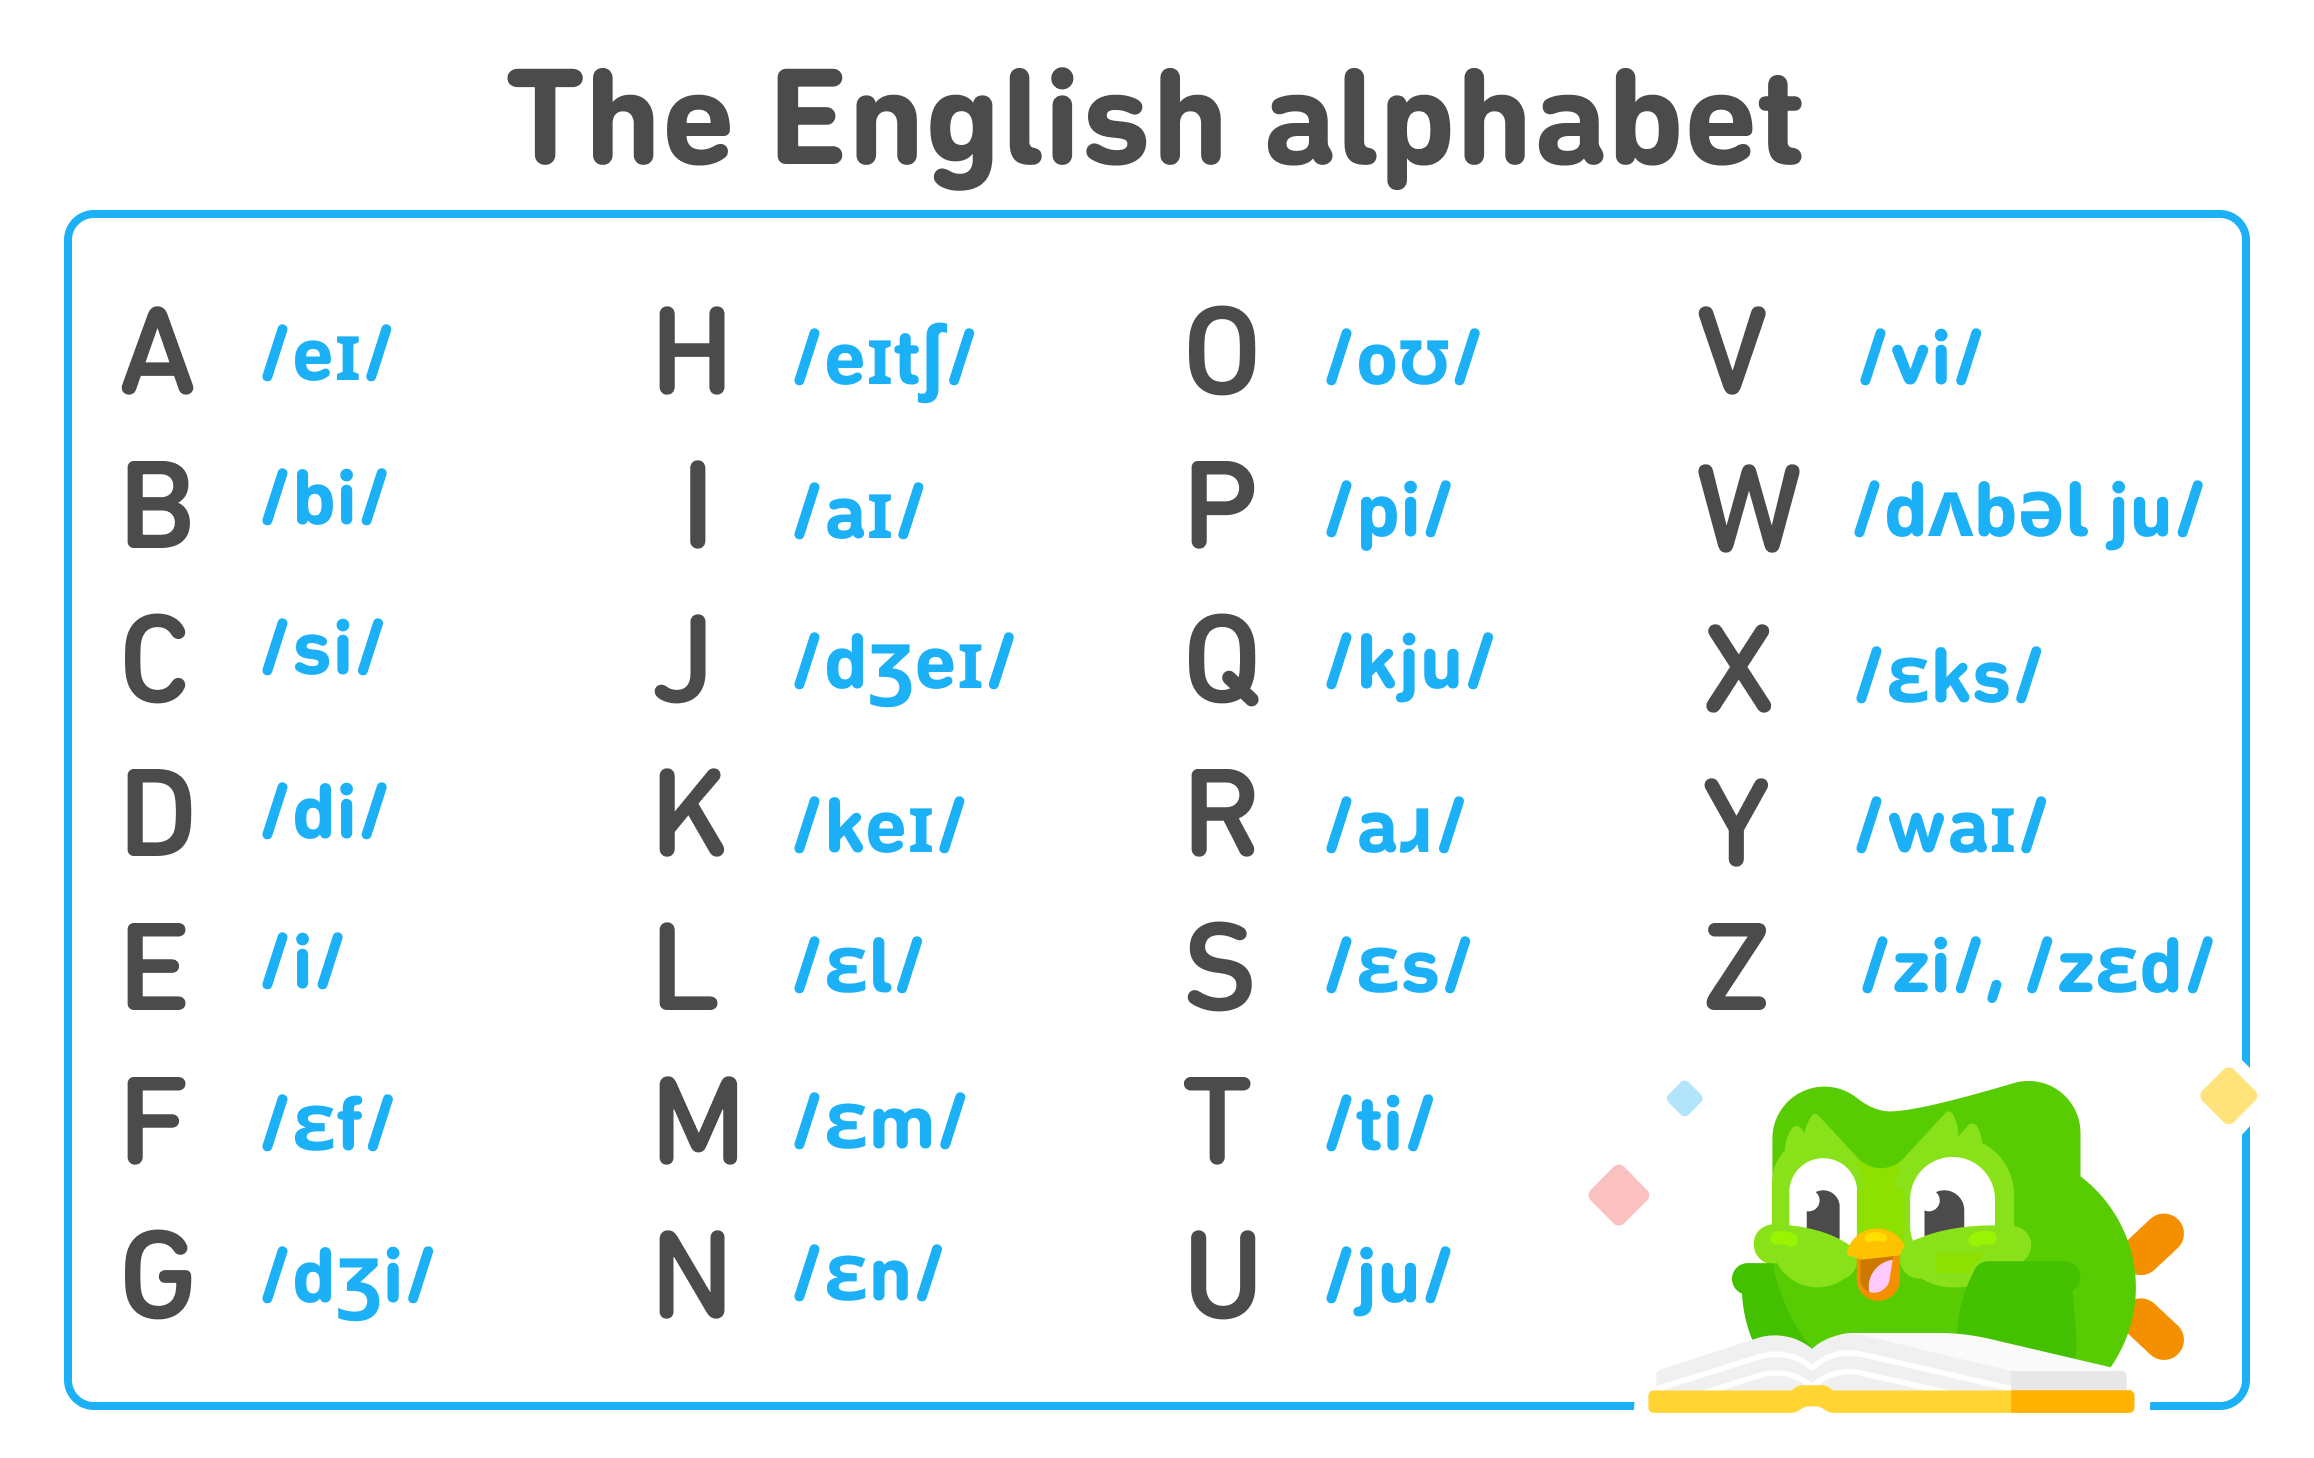 The English alphabet
A /eɪ/
B /bi/
C /si/
D /di/
E /i/
F /ɛf/
G /dʒi/
H /eɪtʃ/
I /aɪ/
J /dʒeɪ/
K /keɪ/
L /ɛl/
M /ɛm/
N /ɛn/
O /oʊ/
P /pi/
Q /kju/
R /aɹ/
S /ɛs/
T /ti/
U /ju/
V /vi/
W /dʌbəl ju/
X /ɛks/
Y /waɪ/
Z /zi/, /zɛd/